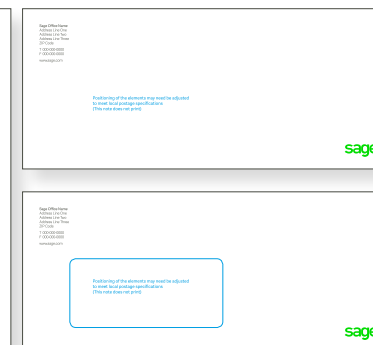 Sage Office Name
Address Line One
Address Line Two
Address Line Three
ZIP Code
T 000 000 0000
F 000 000 0000
www.sage.com
Positioning of the elements may need be adjusted
to meet local postage specifications
(This note does not print)
sage
Sage Office Name
Address Line One
Address Line Two
Address Line Three
ZIP Code
T 000 000 0000
F 000 000 0000
www.sage.com
Positioning of the elements may need be adjusted
to meet local postage specifications
(This note does not print)
sage